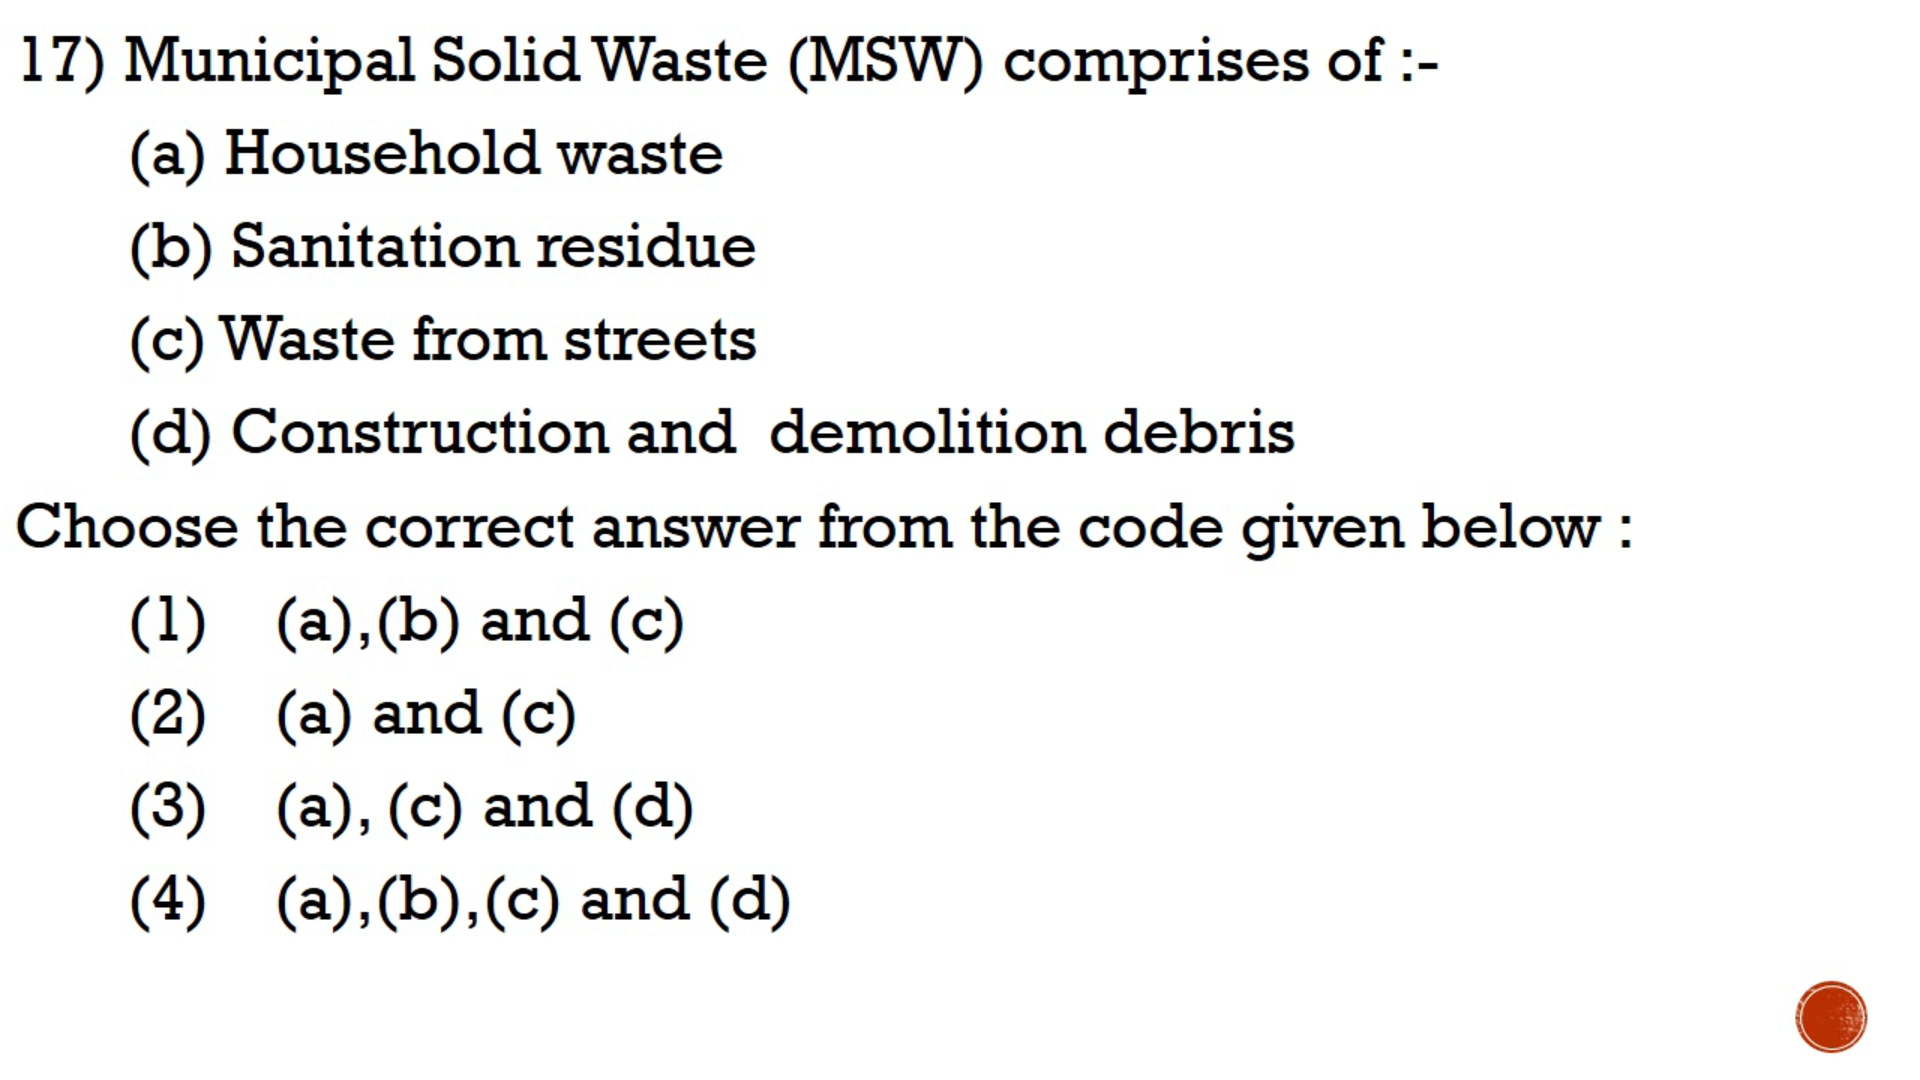 17) Municipal Solid Waste (MSW) comprises of :-
(a) Household waste
(b) Sanitation residue
(c) Waste from streets
(d) Construction and  demolition debris
Choose the correct answer from the code given below :
(1) (a),(b) and (c)
(2) (a) and (c)
(3) (a), (c) and (d)
(4) (a),(b),(c) and (d)